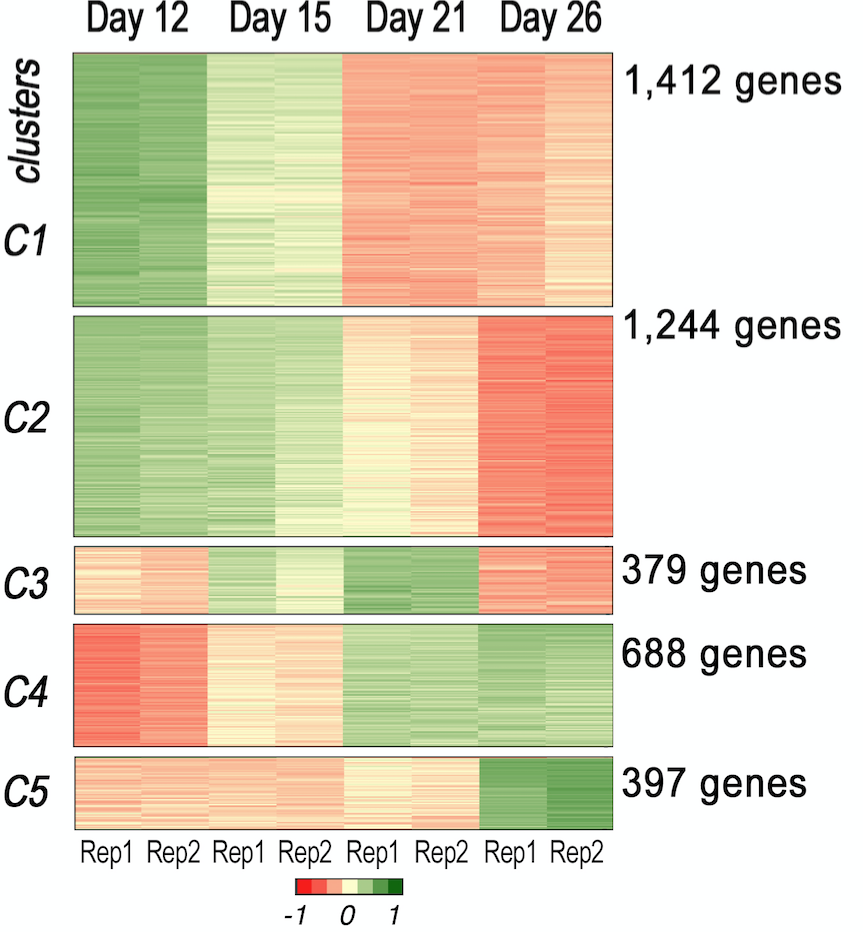 Day 12 Day 15 Day 21 Day 26
clusters
1,412 genes
C1
1,244 genes
C2
C3
379 genes
688 genes
C4
C5
397 genes
Rep1 Rep2 Rep1 Rep2 Rep1 Rep2 Rep1 Rep2
-1 0 1